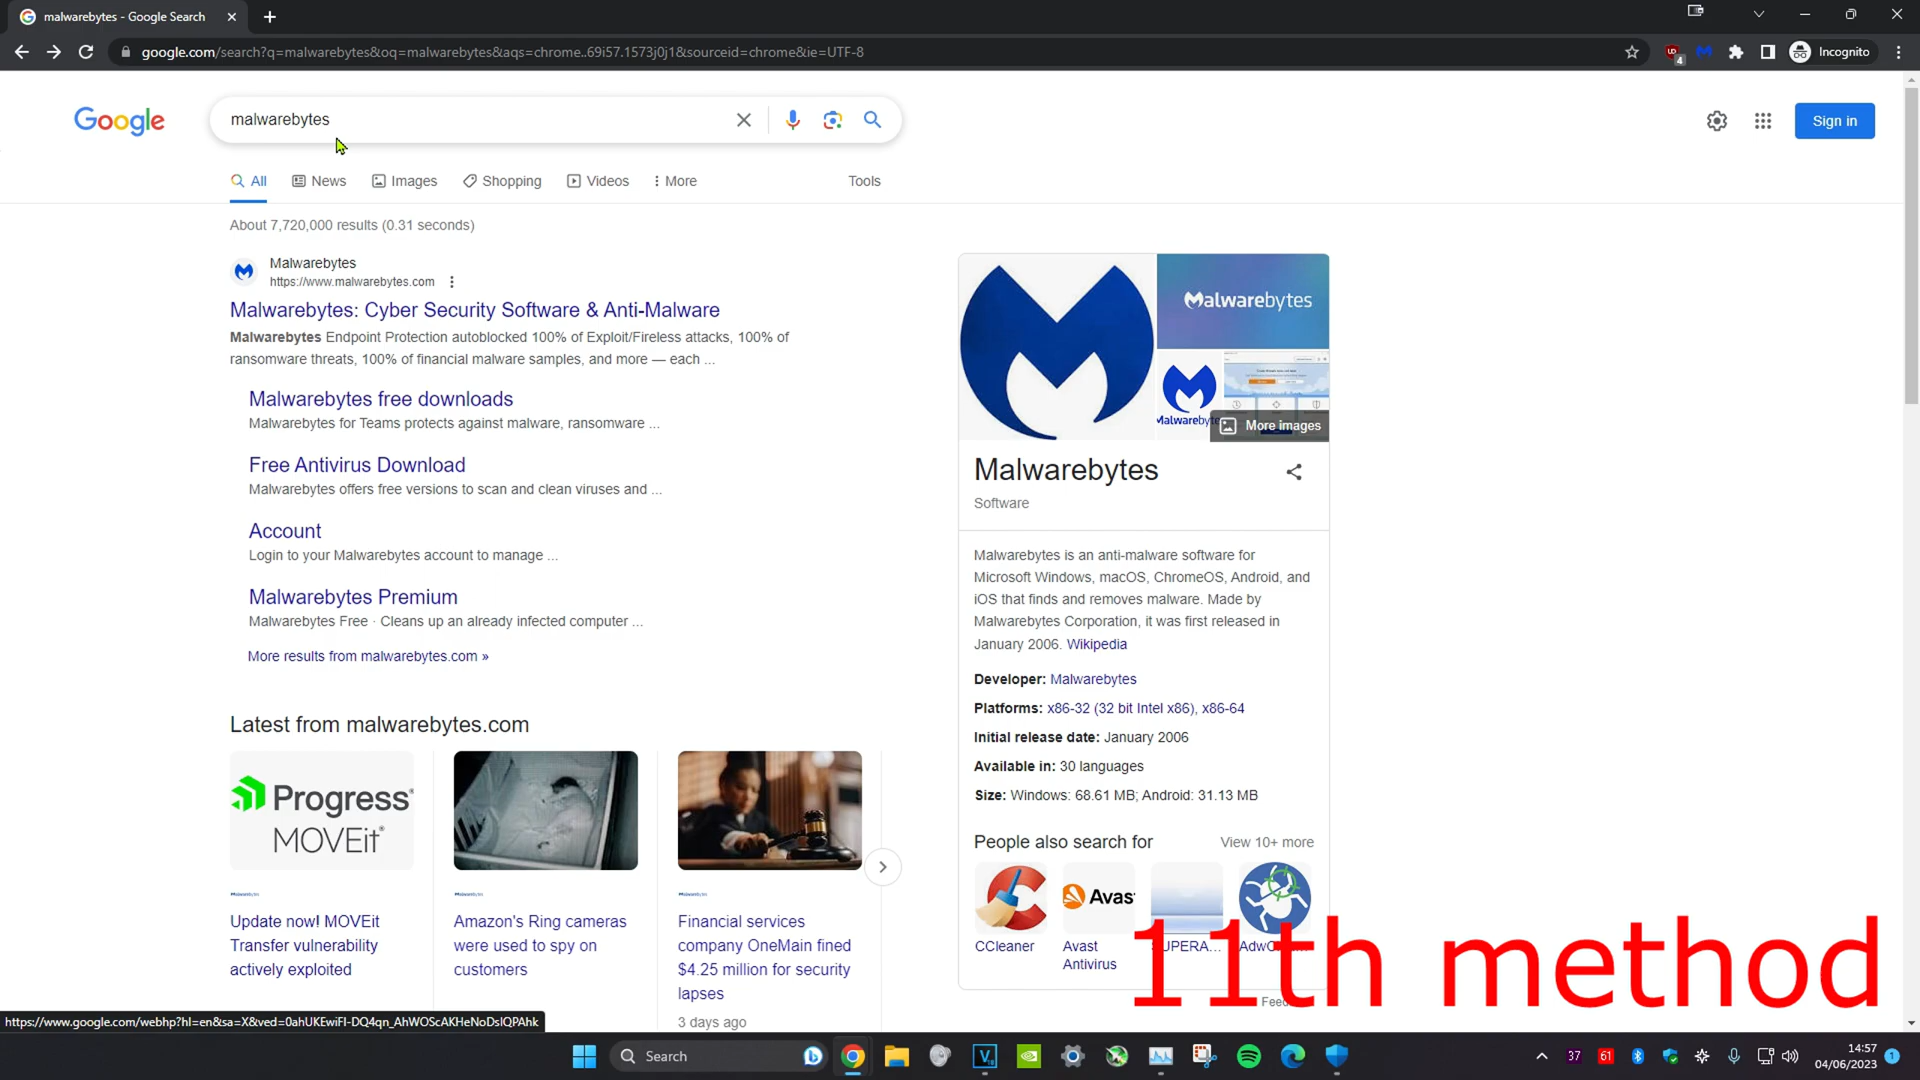 malwarebytes - Google Search
google.com/search?q=malwarebytes&oq=malwarebytes&aqs=chrome..69i57.1573j0j1&sourceid=chrome&ie=UTF-8
4
Incognito
Google
malwarebytes
Sign in
All
News
Images
Shopping
Videos
More
Tools
About 7,720,000 results (0.31 seconds)
Malwarebytes
https://www.malwarebytes.com
Malwarebytes: Cyber Security Software & Anti-Malware
Malwarebytes Endpoint Protection autoblocked 100% of Exploit/Fireless attacks, 100% of
ransomware threats, 100% of financial malware samples, and more — each ...
Malwarebytes free downloads
Malwarebytes for Teams protects against malware, ransomware ...
Free Antivirus Download
Malwarebytes offers free versions to scan and clean viruses and ...
Account
Login to your Malwarebytes account to manage ...
Malwarebytes Premium
Malwarebytes Free · Cleans up an already infected computer ...
More results from malwarebytes.com »
Latest from malwarebytes.com
Progress
MOVEit
Update now! MOVEit
Transfer vulnerability
actively exploited
Amazon's Ring cameras
were used to spy on
customers
Financial services
company OneMain fined
$4.25 million for security
lapses
3 days ago
Malwarebytes
Malwarebytes
More images
Malwarebytes
Software
Malwarebytes is an anti-malware software for
Microsoft Windows, macOS, ChromeOS, Android, and
iOS that finds and removes malware. Made by
Malwarebytes Corporation, it was first released in
January 2006. Wikipedia
Developer: Malwarebytes
Platforms: x86-32 (32 bit Intel x86), x86-64
Initial release date: January 2006
Available in: 30 languages
Size: Windows: 68.61 MB; Android: 31.13 MB
People also search for
View 10+ more
Avast
CCleaner
Avast
Antivirus
SUPERA...
11th method
https://www.google.com/webhp?hl=en&sa=X&ved=0ahUKEwiFI-DQ4qn_AhWOScAKHeNoDsIQPAhk
Search
37
61
14:57
04/06/2023
1